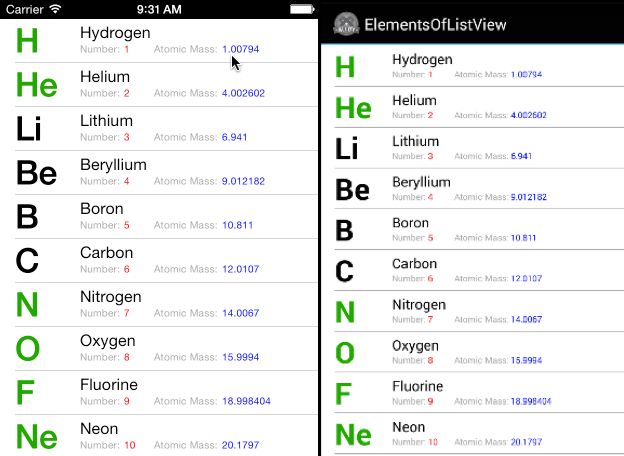 Carrier 9:31 AM
H Hydrogen
Number: 1 Atomic Mass: 1.00794
He Helium
Number: 2 Atomic Mass: 4.002602
Li Lithium
Number: 3 Atomic Mass: 6.941
Be Beryllium
Number: 4 Atomic Mass: 9.012182
B Boron
Number: 5 Atomic Mass: 10.811
C Carbon
Number: 6 Atomic Mass: 12.0107
N Nitrogen
Number: 7 Atomic Mass: 14.0067
O Oxygen
Number: 8 Atomic Mass: 15.9994
F Fluorine
Number: 9 Atomic Mass: 18.998404
Ne Neon
Number: 10 Atomic Mass: 20.1797
ALLOY ElementsOfListView
H Hydrogen
Number: 1 Atomic Mass: 1.00794
He Helium
Number: 2 Atomic Mass: 4.002602
Li Lithium
Number: 3 Atomic Mass: 6.941
Be Beryllium
Number: 4 Atomic Mass: 9.012182
B Boron
Number: 5 Atomic Mass: 10.811
C Carbon
Number: 6 Atomic Mass: 12.0107
N Nitrogen
Number: 7 Atomic Mass: 14.0067
O Oxygen
Number: 8 Atomic Mass: 15.9994
F Fluorine
Number: 9 Atomic Mass: 18.998404
Ne Neon
Number: 10 Atomic Mass: 20.1797